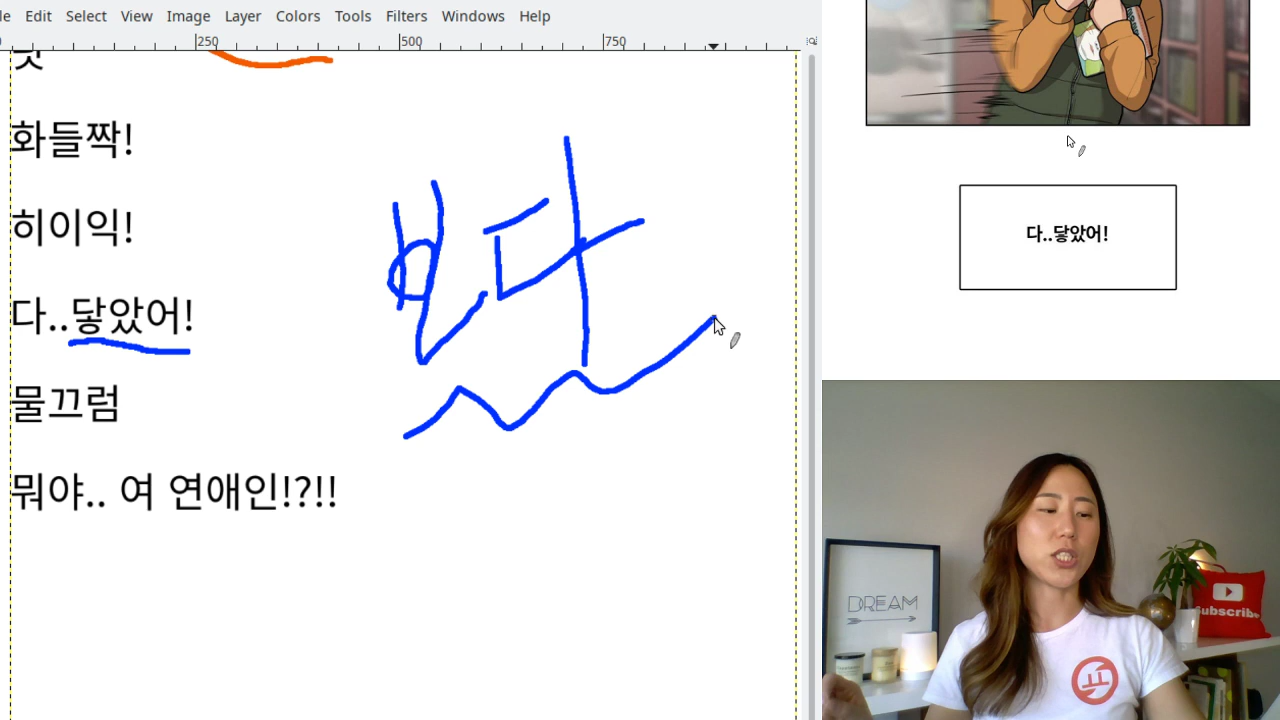 Edit Select View Image Layer Colors Tools Filters Windows Help
250 500 750
화들짝!
히이익!
다..닿았어!
물끄럼
뭐야.. 여 연애인!?!!
다..닿았어!
DREAM
Subscribe